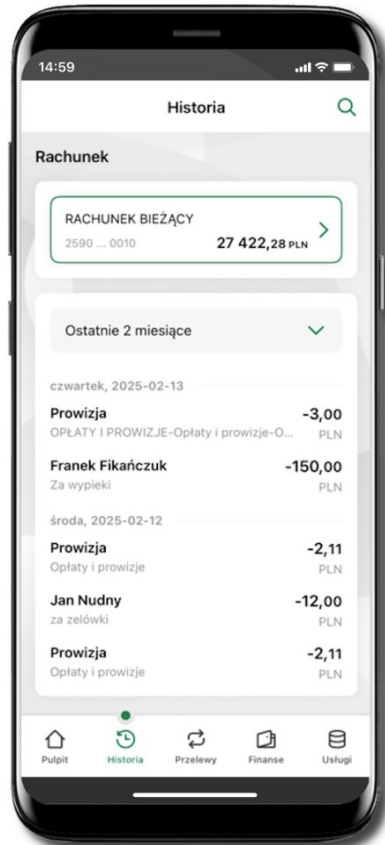 14:59
Historia
Rachunek
RACHUNEK BIEŻĄCY
2590 ... 0010 27 422,28 PLN
Ostatnie 2 miesiące
czwartek, 2025-02-13
Prowizja -3,00
OPŁATY I PROWIZJE-Opłaty i prowizje-O... PLN
Franek Fikańczuk -150,00
Za wypieki PLN
środa, 2025-02-12
Prowizja -2,11
Opłaty i prowizje PLN
Jan Nudny -12,00
za zelówki PLN
Prowizja -2,11
Opłaty i prowizje PLN
Pulpit Historia Przelewy Finanse Usługi